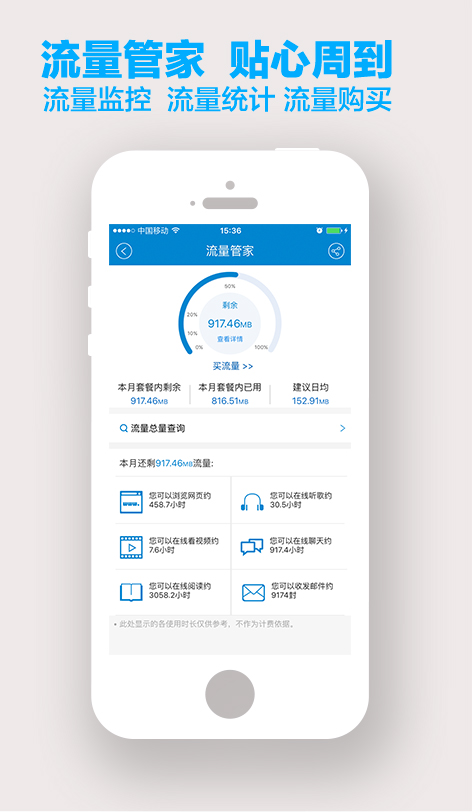 流量管家 贴心周到
流量监控 流量统计 流量购买
中国移动 15:36
流量管家
50%
剩余
20%
917.46MB
10%
查看详情
0% 100%
买流量 >>
本月套餐内剩余 本月套餐内已用 建议日均
917.46MB 816.51MB 152.91MB
流量总量查询
本月还剩917.46MB流量:
您可以浏览网页约 您可以在线听歌约
458.7小时 30.5小时
www.
您可以在线看视频约 您可以在线聊天约
7.6小时 917.4小时
您可以在线阅读约 您可以收发邮件约
3058.2小时 9174封
• 此处显示的各使用时长仅供参考，不作为计费依据。